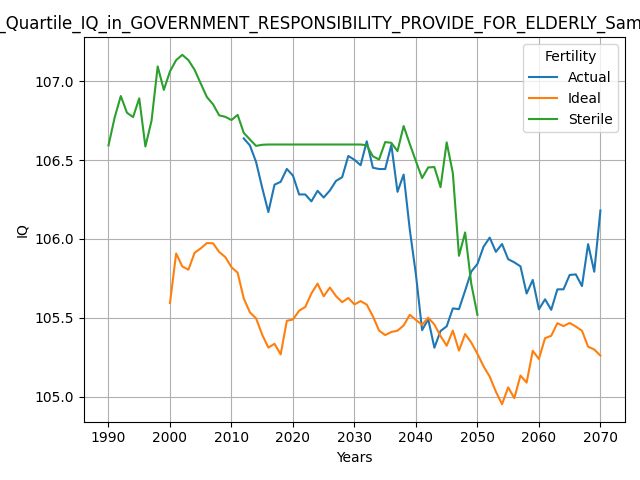 _Quartile_IQ_in_GOVERNMENT_RESPONSIBILITY_PROVIDE_FOR_ELDERLY_Sam
Fertility
Actual
Ideal
Sterile
IQ
107.0
106.5
106.0
105.5
105.0
1990 2000 2010 2020 2030 2040 2050 2060 2070
Years